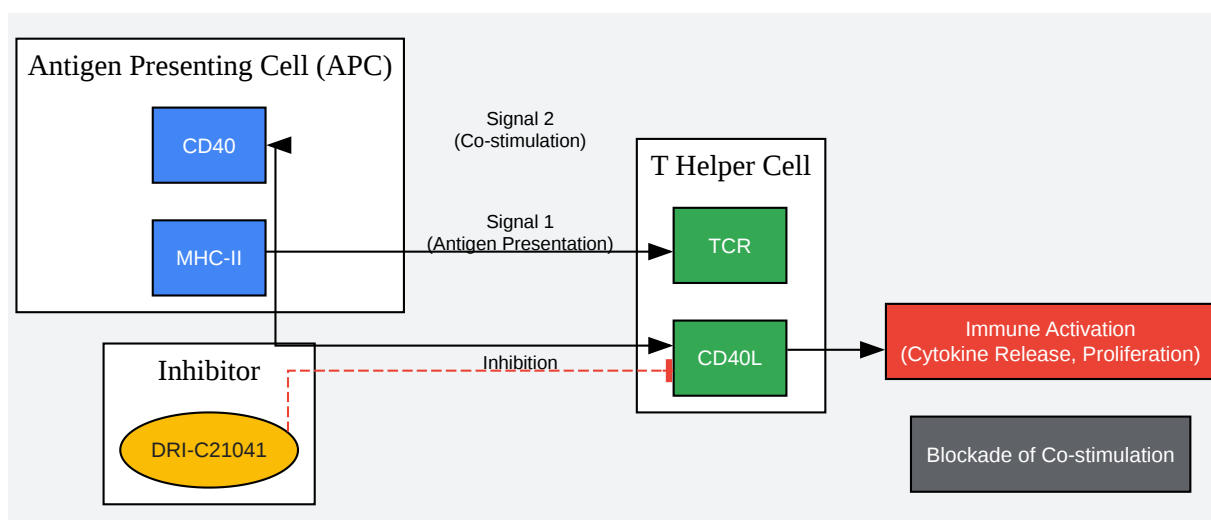 Antigen Presenting Cell (APC)
CD40
MHC-II
Signal 2
(Co-stimulation)
Signal 1
(Antigen Presentation)
T Helper Cell
TCR
CD40L
Immune Activation
(Cytokine Release, Proliferation)
Inhibitor
DRI-C21041
Inhibition
Blockade of Co-stimulation